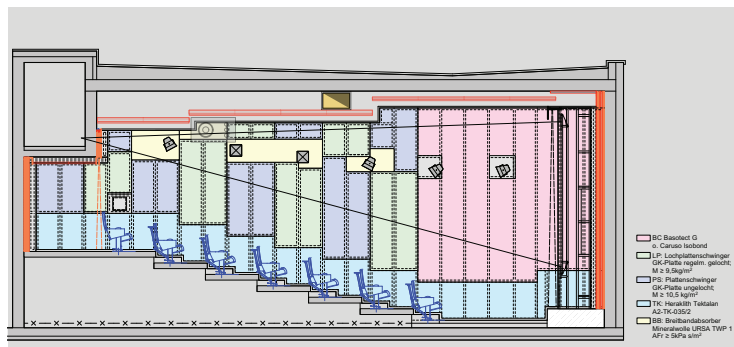 BC Basotect G
o. Caruso Isobond
LP: Lochplattenschwinger
GK-Platte regelm. gelocht;
M ≥ 9,5kg/m²
PS: Plattenschwinger
GK-Platte ungelocht;
M ≥ 10,5 kg/m²
TK: Heraklith Tektalan
A2-TK-035/2
BB: Breitbandabsorber
Mineralwolle URSA TWP 1
AFr ≥ 5kPa s/m²